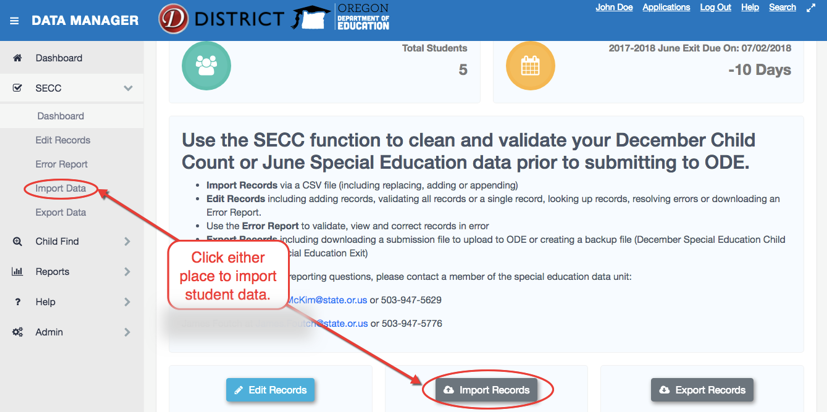 DATA MANAGER
DISTRICT
OREGON
DEPARTMENT
OF EDUCATION
John Doe Applications Log Out Help Search
Dashboard
SECC
Dashboard
Edit Records
Error Report
Import Data
Export Data
Child Find
Reports
Help
Admin
Total Students
5
2017-2018 June Exit Due On: 07/02/2018
-10 Days
Use the SECC function to clean and validate your December Child
Count or June Special Education data prior to submitting to ODE.
• Import Records via a CSV file (including replacing, adding or appending)
• Edit Records including adding records, validating all records or a single record, looking up records, resolving errors or downloading an
Error Report.
• Use the Error Report to validate, view and correct records in error
• Export Records including downloading a submission file to upload to ODE or creating a backup file (December Special Education Child
ecial Education Exit)
reporting questions, please contact a member of the special education data unit:
McKim@state.or.us or 503-947-5629
@state.or.us or 503-947-5776
Click either
place to import
student data.
Edit Records
Import Records
Export Records